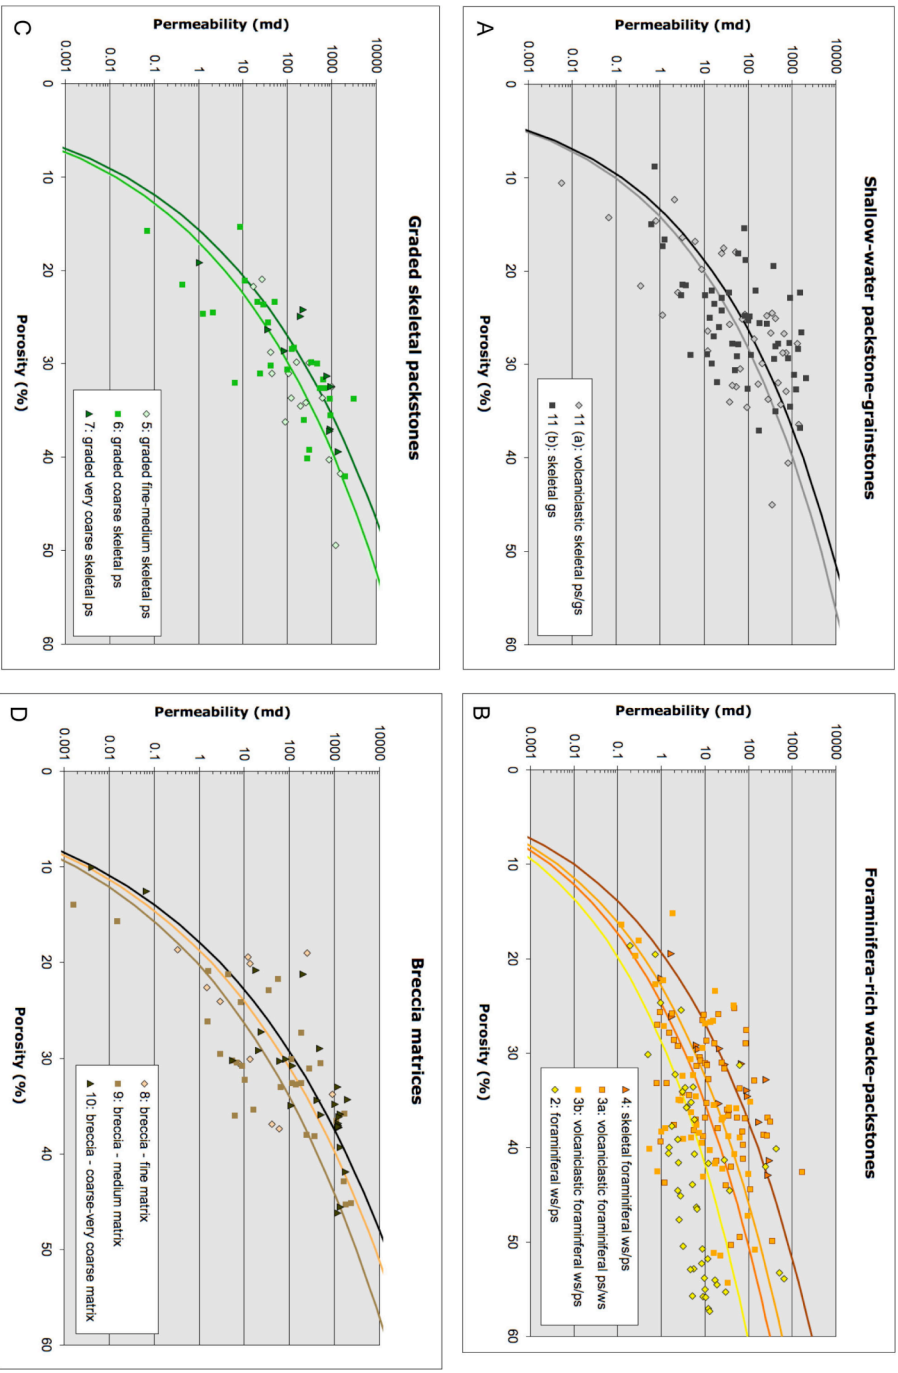 Shallow-water packstone-grainstones
Permeability (md)
10000
1000
100
10
1
0.1
0.01
0.001
0 10 20 30 40 50 60
Porosity (%)
11 (a): volcaniclastic skeletal ps/gs
11 (b): skeletal gs
A
Foraminifera-rich wacke-packstones
Permeability (md)
10000
1000
100
10
1
0.1
0.01
0.001
0 10 20 30 40 50 60
Porosity (%)
4: skeletal foraminiferal ws/ps
3a: volcaniclastic foraminiferal ps/ws
3b: volcaniclastic foraminferal ws/ps
2: foraminiferal ws/ps
B
Graded skeletal packstones
Permeability (md)
10000
1000
100
10
1
0.1
0.01
0.001
0 10 20 30 40 50 60
Porosity (%)
5: graded fine-medium skeletal ps
6: graded coarse skeletal ps
7: graded very coarse skeletal ps
C
Breccia matrices
Permeability (md)
10000
1000
100
10
1
0.1
0.01
0.001
0 10 20 30 40 50 60
Porosity (%)
8: breccia - fine matrix
9: breccia - medium matrix
10: breccia - coarse-very coarse matrix
D